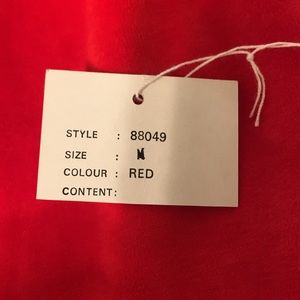 STYLE : 88049
SIZE : M
COLOUR : RED
CONTENT: